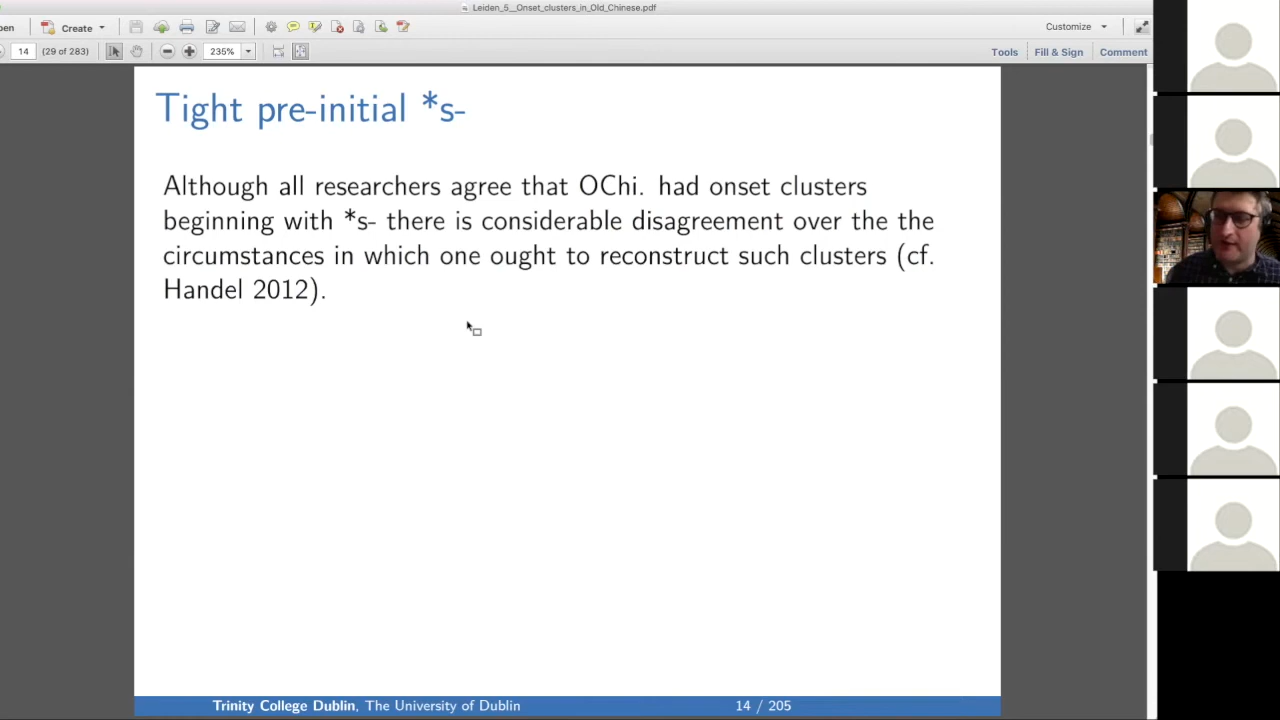 Leiden_5__Onset_clusters_in_Old_Chinese.pdf
pen
Create
Customize
14
(29 of 283)
235%
Tools
Fill & Sign
Comment
Tight pre-initial *s-
Although all researchers agree that OChi. had onset clusters
beginning with *s- there is considerable disagreement over the the
circumstances in which one ought to reconstruct such clusters (cf.
Handel 2012).
Trinity College Dublin, The University of Dublin
14 / 205